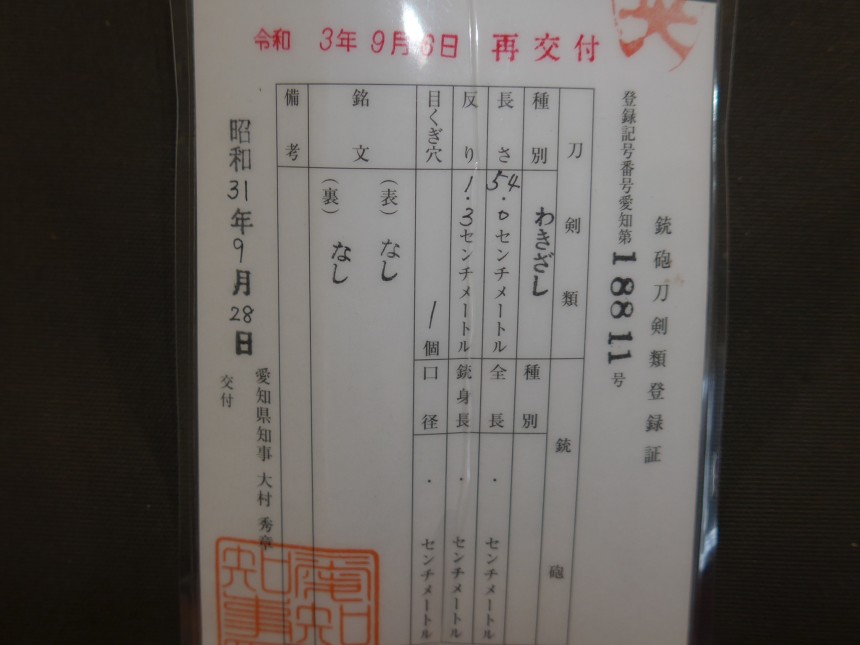 令和 3年9月6日 再交付
銃砲刀剣類登録証
登録記号番号愛知第18811号
刀剣類
種別 わきざし
長さ 54.0センチメートル
反り 1.3センチメートル
目くぎ穴 1個
銘文
(表) なし
(裏) なし
備考
銃砲
種別
全長 . センチメートル
銃身長 . センチメートル
口径 . センチメートル
昭和31年9月28日
交付
愛知県知事 大村 秀章